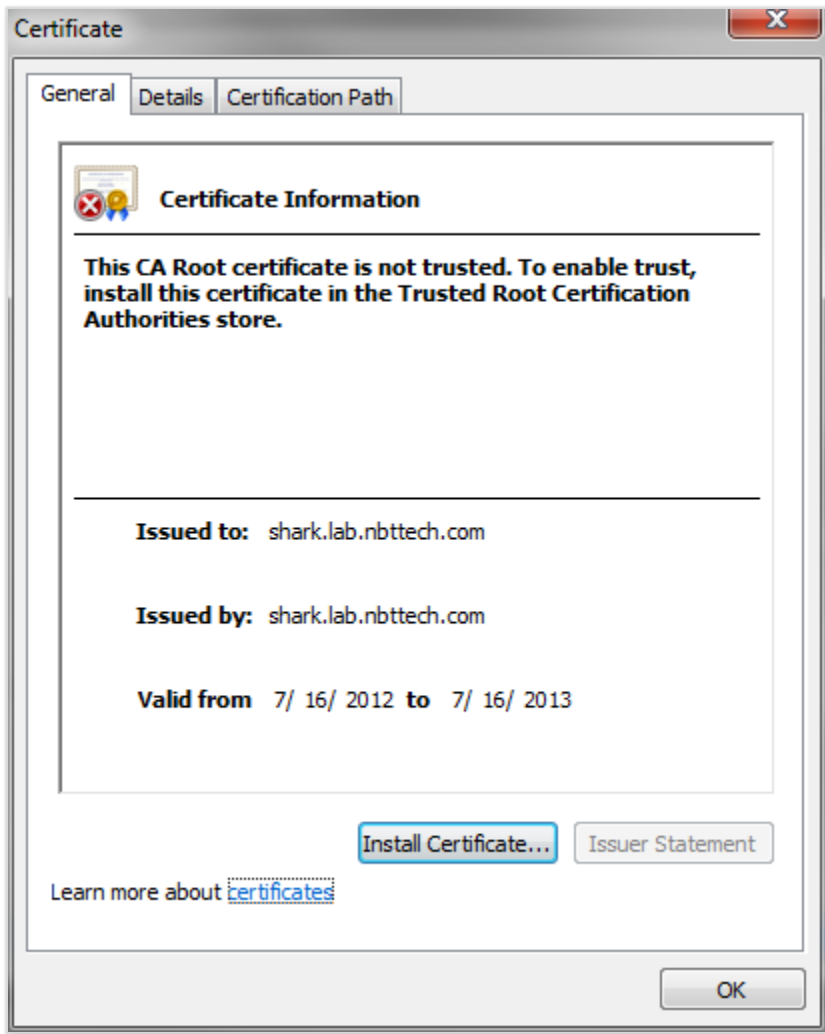 Certificate
General Details Certification Path
Certificate Information
This CA Root certificate is not trusted. To enable trust,
install this certificate in the Trusted Root Certification
Authorities store.
Issued to: shark.lab.nbttech.com
Issued by: shark.lab.nbttech.com
Valid from 7/ 16/ 2012 to 7/ 16/ 2013
Install Certificate... Issuer Statement
Learn more about certificates
OK